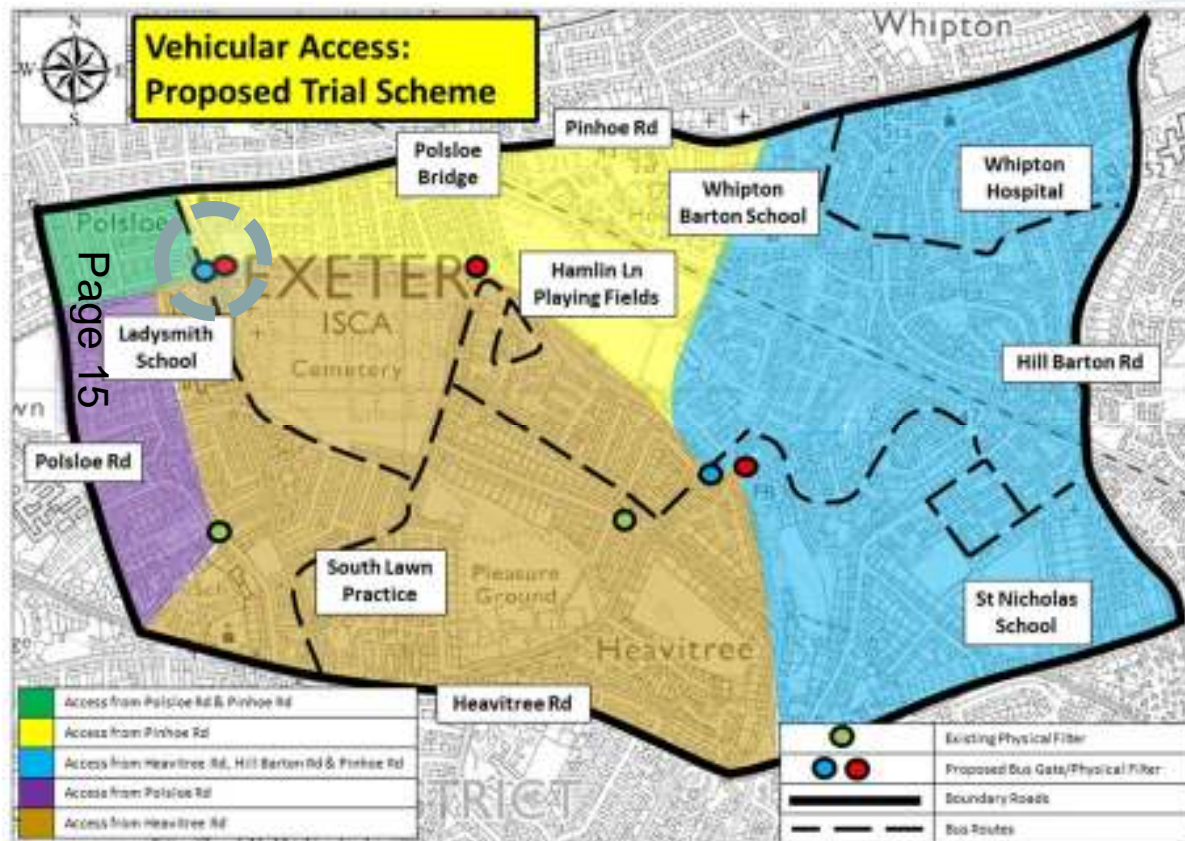 Whipton
N
W
E
S
Vehicular Access:
Proposed Trial Scheme
Pinhoe Rd
Polsloe
Bridge
Whipton
Barton School
Whipton
Hospital
Polsloe
Page 15
EXETER
ISCA
Cemetery
Hamlin Ln
Playing Fields
Ladysmith
School
Hill Barton Rd
Polsloe Rd
South Lawn
Practice
Pleasure
Ground
St Nicholas
School
Heavitree
Heavitree Rd
Access from Polsloe Rd & Pinhoe Rd
Access from Pinhoe Rd
Access from Heavitree Rd, Hill Barton Rd & Pinhoe Rd
Access from Polsloe Rd
Access from Heavitree Rd
Existing Physical Filter
Proposed Bus Gate/Physical Filter
Boundary Roads
Bus Routes
TRICT